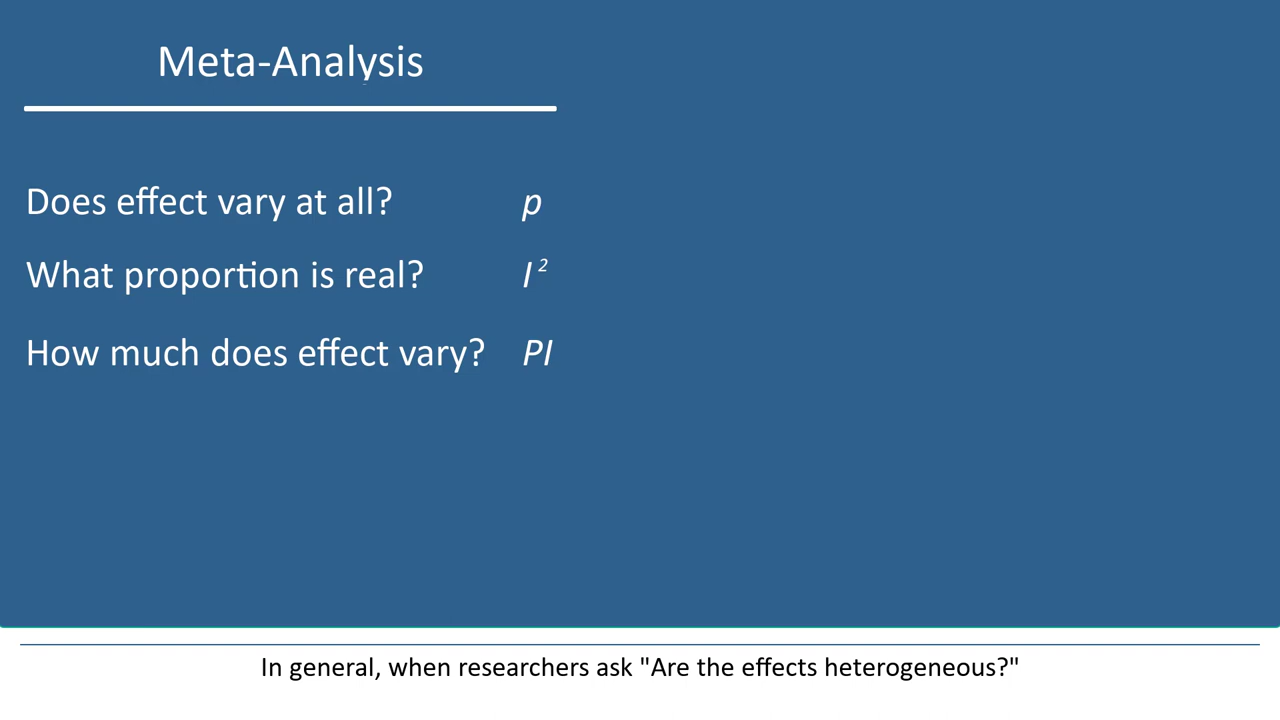 Meta-Analysis
Does effect vary at all? p
What proportion is real? I²
How much does effect vary? PI
In general, when researchers ask "Are the effects heterogeneous?"